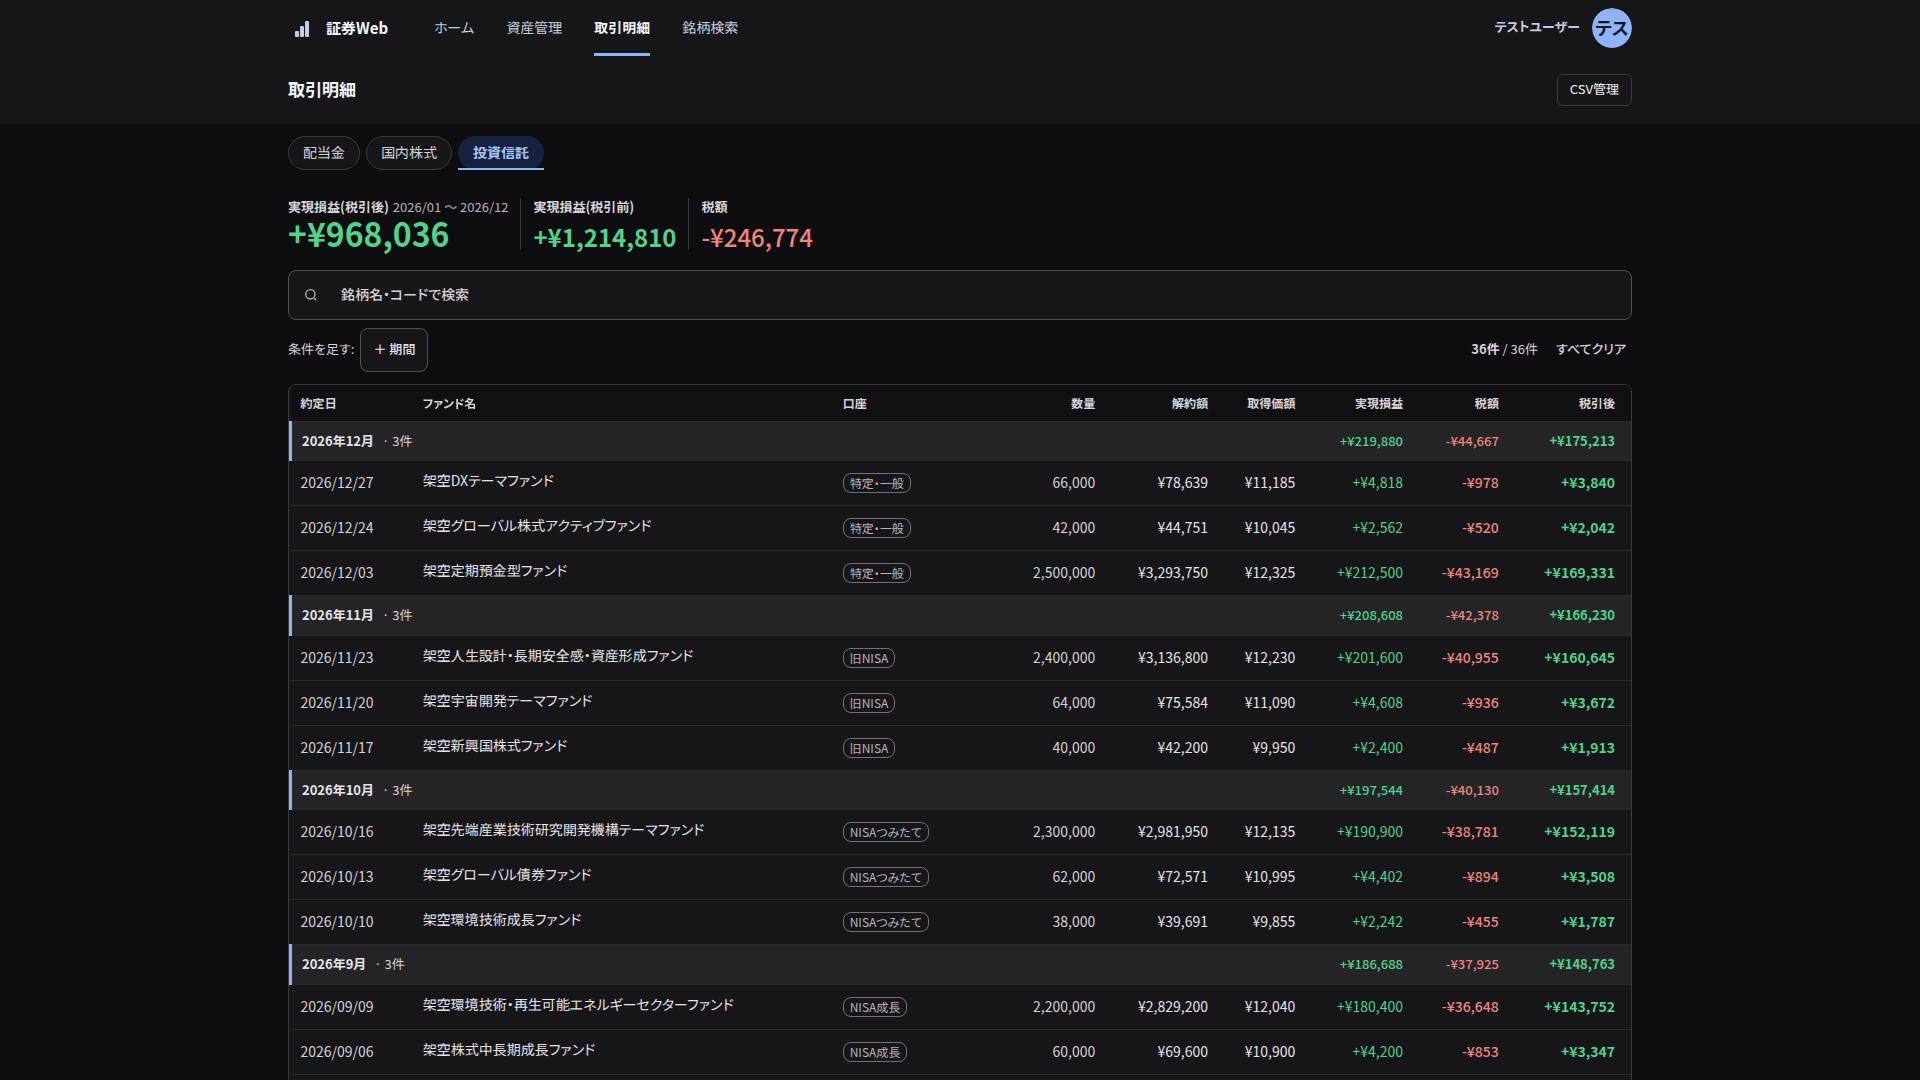 証券Web ホーム 資産管理 取引明細 銘柄検索 テストユーザー テス
取引明細 CSV管理
配当金 国内株式 投資信託
実現損益(税引後) 2026/01 〜 2026/12 実現損益(税引前) 税額
+¥968,036 +¥1,214,810 -¥246,774
銘柄名・コードで検索
条件を足す: + 期間 36件 / 36件 すべてクリア
約定日 ファンド名 口座 数量 解約額 取得価額 実現損益 税額 税引後
2026年12月 · 3件 +¥219,880 -¥44,667 +¥175,213
2026/12/27 架空DXテーマファンド 特定・一般 66,000 ¥78,639 ¥11,185 +¥4,818 -¥978 +¥3,840
2026/12/24 架空グローバル株式アクティブファンド 特定・一般 42,000 ¥44,751 ¥10,045 +¥2,562 -¥520 +¥2,042
2026/12/03 架空定期預金型ファンド 特定・一般 2,500,000 ¥3,293,750 ¥12,325 +¥212,500 -¥43,169 +¥169,331
2026年11月 · 3件 +¥208,608 -¥42,378 +¥166,230
2026/11/23 架空人生設計・長期安全感・資産形成ファンド 旧NISA 2,400,000 ¥3,136,800 ¥12,230 +¥201,600 -¥40,955 +¥160,645
2026/11/20 架空宇宙開発テーマファンド 旧NISA 64,000 ¥75,584 ¥11,090 +¥4,608 -¥936 +¥3,672
2026/11/17 架空新興国株式ファンド 旧NISA 40,000 ¥42,200 ¥9,950 +¥2,400 -¥487 +¥1,913
2026年10月 · 3件 +¥197,544 -¥40,130 +¥157,414
2026/10/16 架空先端産業技術研究開発機構テーマファンド NISAつみたて 2,300,000 ¥2,981,950 ¥12,135 +¥190,900 -¥38,781 +¥152,119
2026/10/13 架空グローバル債券ファンド NISAつみたて 62,000 ¥72,571 ¥10,995 +¥4,402 -¥894 +¥3,508
2026/10/10 架空環境技術成長ファンド NISAつみたて 38,000 ¥39,691 ¥9,855 +¥2,242 -¥455 +¥1,787
2026年9月 · 3件 +¥186,688 -¥37,925 +¥148,763
2026/09/09 架空環境技術・再生可能エネルギーセクターファンド NISA成長 2,200,000 ¥2,829,200 ¥12,040 +¥180,400 -¥36,648 +¥143,752
2026/09/06 架空株式中長期成長ファンド NISA成長 60,000 ¥69,600 ¥10,900 +¥4,200 -¥853 +¥3,347